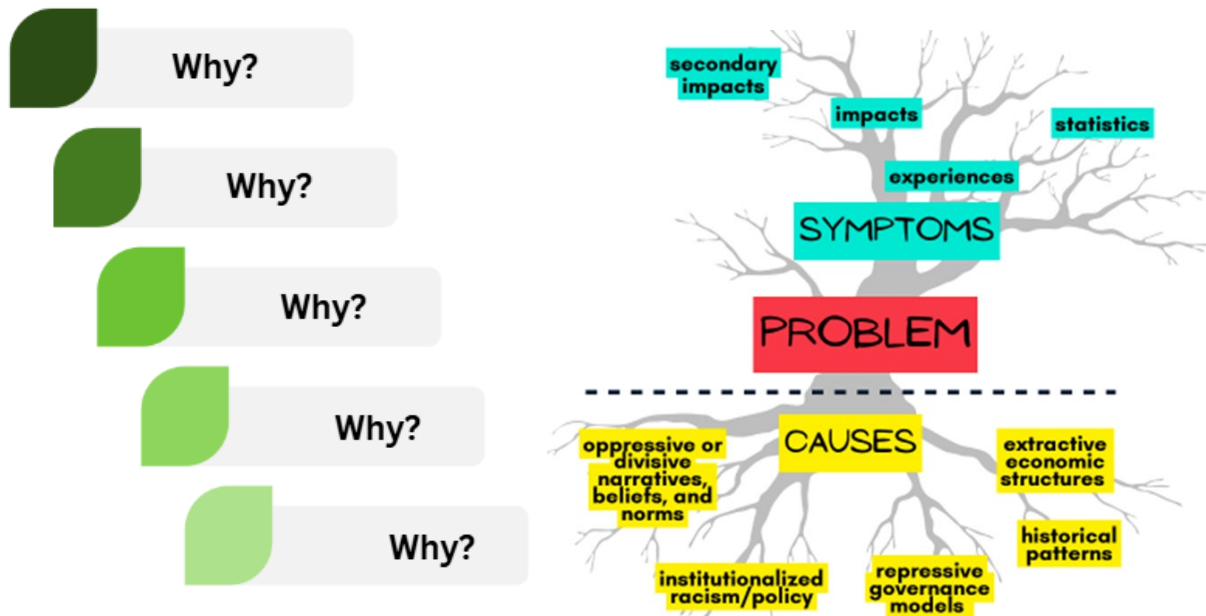 Why?
Why?
Why?
Why?
Why?
secondary
impacts
impacts
statistics
experiences
SYMPTOMS
PROBLEM
CAUSES
oppressive or
divisive
narratives,
beliefs, and
norms
extractive
economic
structures
historical
patterns
institutionalized
racism/policy
repressive
governance
models